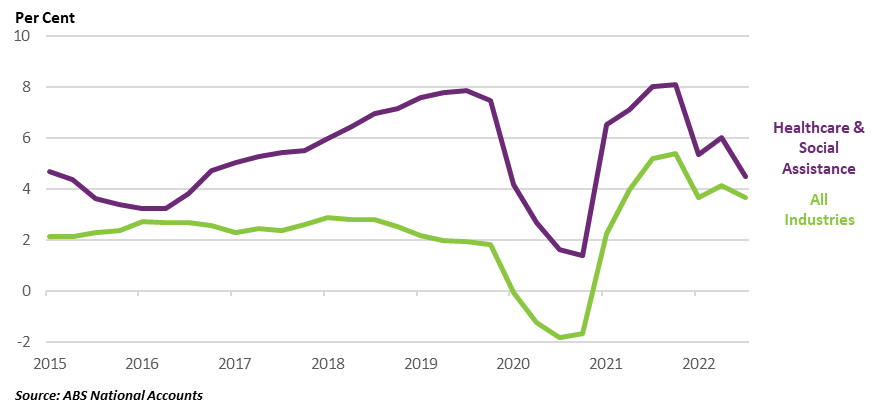 Per Cent
10
8
6
4
2
0
-2
2015 2016 2017 2018 2019 2020 2021 2022
Healthcare &
Social
Assistance
All
Industries
Source: ABS National Accounts